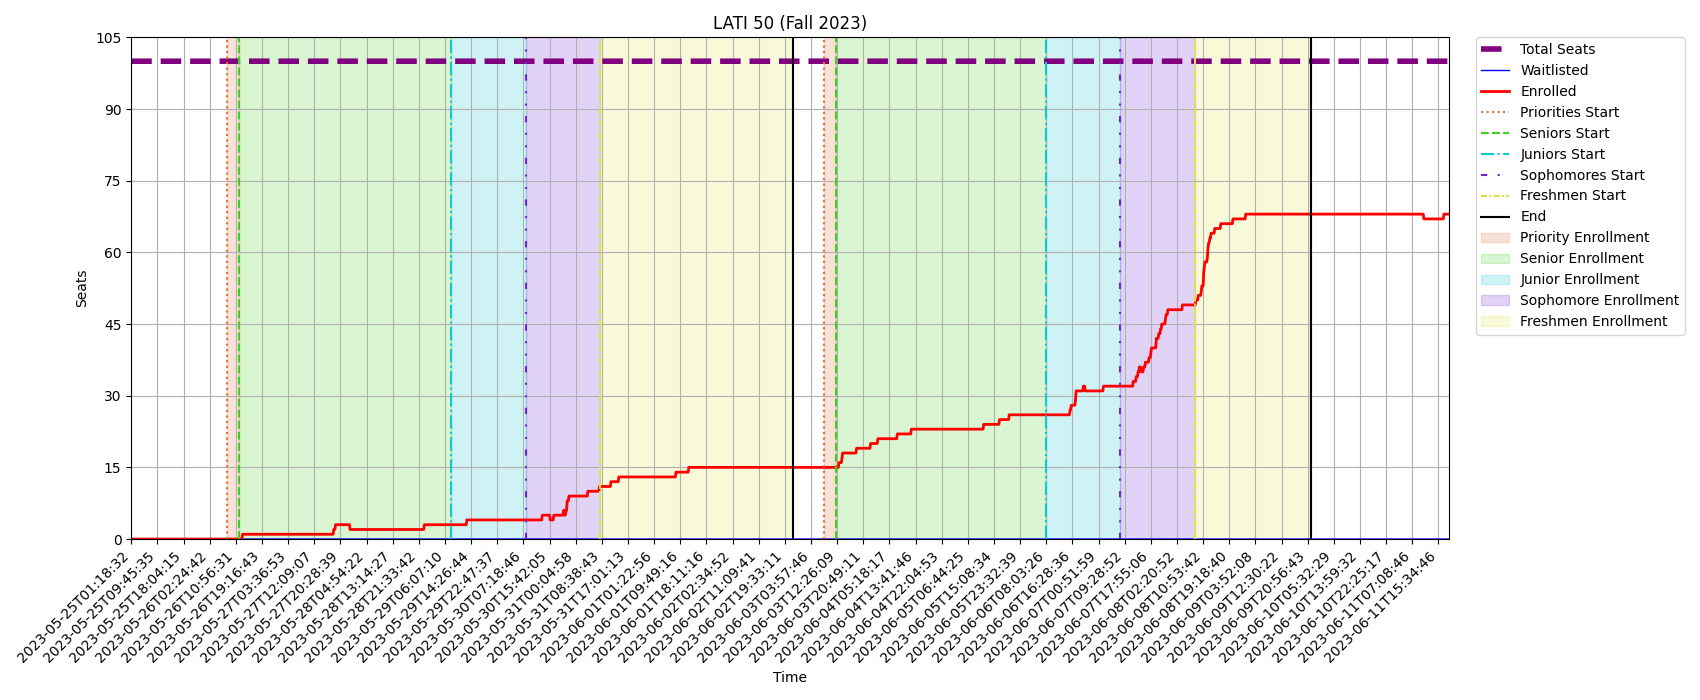 LATI 50 (Fall 2023)
105
90
75
60
45
30
15
0
Seats
2023-05-25T01:18:32
2023-05-25T09:45:35
2023-05-25T18:04:15
2023-05-26T02:24:42
2023-05-26T10:56:31
2023-05-26T19:16:43
2023-05-27T03:36:53
2023-05-27T12:09:07
2023-05-27T20:28:39
2023-05-28T04:54:22
2023-05-28T13:14:27
2023-05-28T21:33:42
2023-05-29T06:07:10
2023-05-29T14:26:44
2023-05-29T22:47:37
2023-05-30T07:18:46
2023-05-30T15:42:05
2023-05-31T00:04:58
2023-05-31T08:38:43
2023-05-31T17:01:13
2023-06-01T01:22:56
2023-06-01T09:49:16
2023-06-01T18:11:16
2023-06-02T02:34:52
2023-06-02T11:09:41
2023-06-02T19:33:11
2023-06-03T03:57:46
2023-06-03T12:26:09
2023-06-03T20:49:11
2023-06-04T05:18:17
2023-06-04T13:41:46
2023-06-04T22:04:53
2023-06-05T06:44:25
2023-06-05T15:08:34
2023-06-05T23:32:39
2023-06-06T08:03:26
2023-06-06T16:28:36
2023-06-07T00:51:59
2023-06-07T09:28:52
2023-06-07T17:55:06
2023-06-08T02:20:52
2023-06-08T10:53:42
2023-06-08T19:18:40
2023-06-09T03:52:08
2023-06-09T12:30:22
2023-06-09T20:56:43
2023-06-10T05:32:29
2023-06-10T13:59:32
2023-06-10T22:25:17
2023-06-11T07:08:46
2023-06-11T15:34:46
Time
Total Seats
Waitlisted
Enrolled
Priorities Start
Seniors Start
Juniors Start
Sophomores Start
Freshmen Start
End
Priority Enrollment
Senior Enrollment
Junior Enrollment
Sophomore Enrollment
Freshmen Enrollment